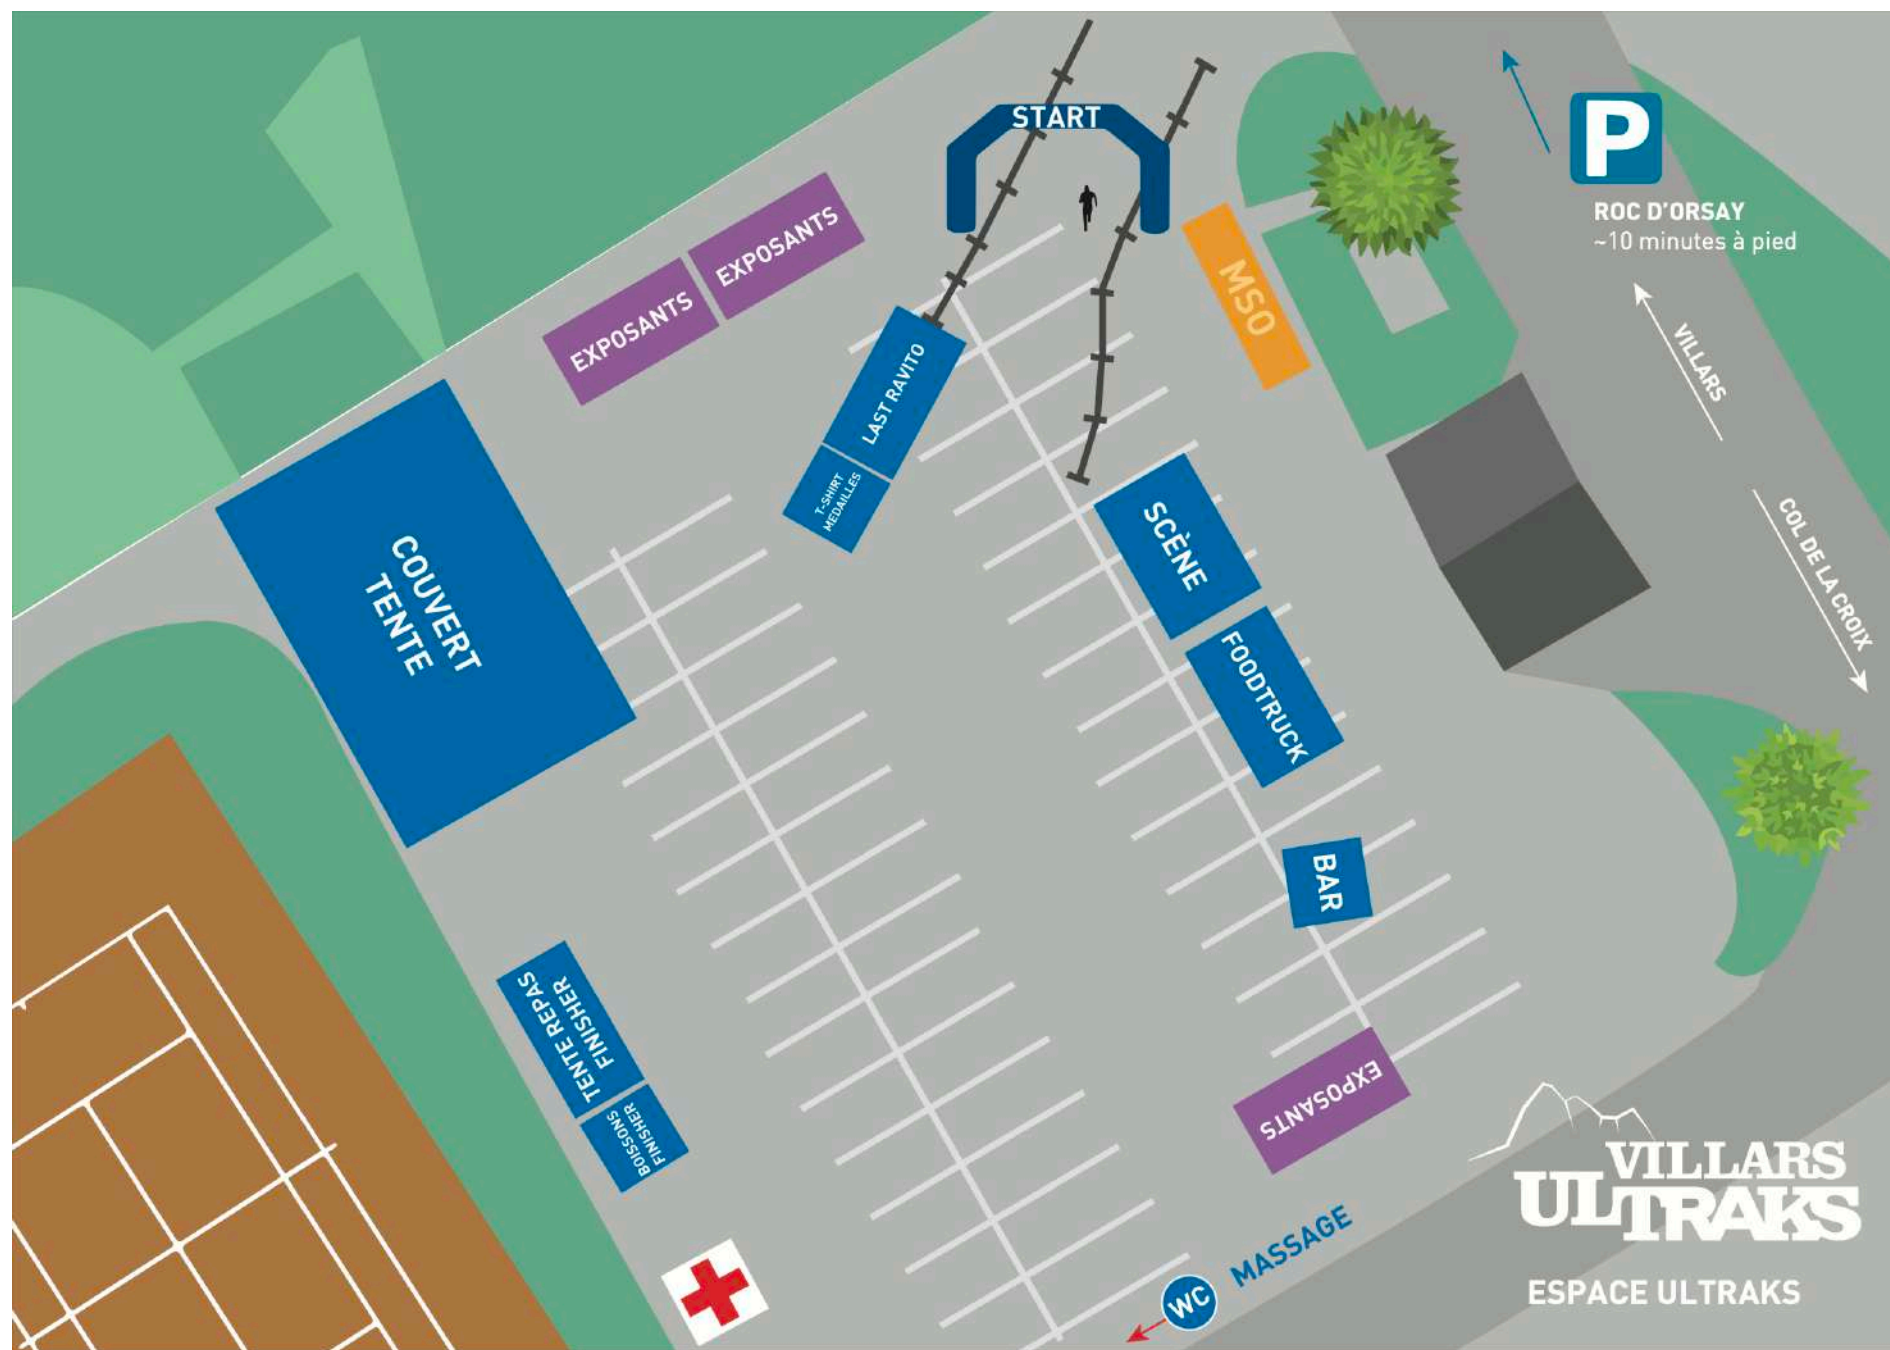 START
P
ROC D'ORSAY
~10 minutes à pied
EXPOSANTS
EXPOSANTS
MSO
VILLARS
LAST RAVITO
T-SHIRT
MEDAILLES
COL DE LA CROIX
SCÈNE
COUVERT
TENTE
FOODTRUCK
BAR
TENTE REPAS
FINISHER
BOISSONS
FINISHER
EXPOSANTS
MASSAGE
WC
VILLARS
ULTRAKS
ESPACE ULTRAKS